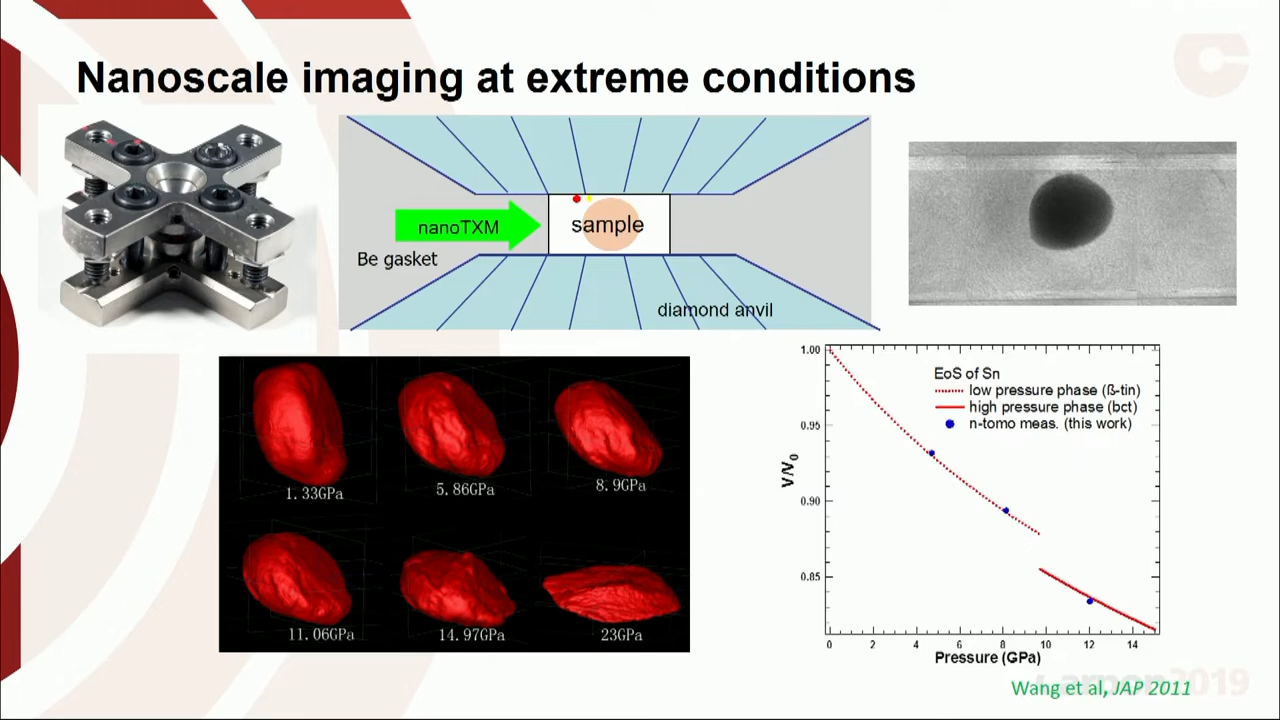 Nanoscale imaging at extreme conditions
nanoTXM
sample
Be gasket
diamond anvil
1.33GPa
5.86GPa
8.9GPa
11.06GPa
14.97GPa
23GPa
EoS of Sn
low pressure phase (ß-tin)
high pressure phase (bct)
n-tomo meas. (this work)
V/V0
1.00
0.95
0.90
0.85
0 2 4 6 8 10 12 14
Pressure (GPa)
Wang et al, JAP 2011
2019